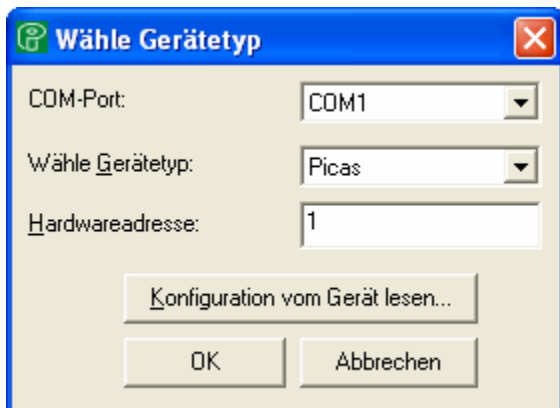 Wähle Gerätetyp
COM-Port: COM1
Wähle Gerätetyp: Picas
Hardwareadresse: 1
Konfiguration vom Gerät lesen...
OK Abbrechen